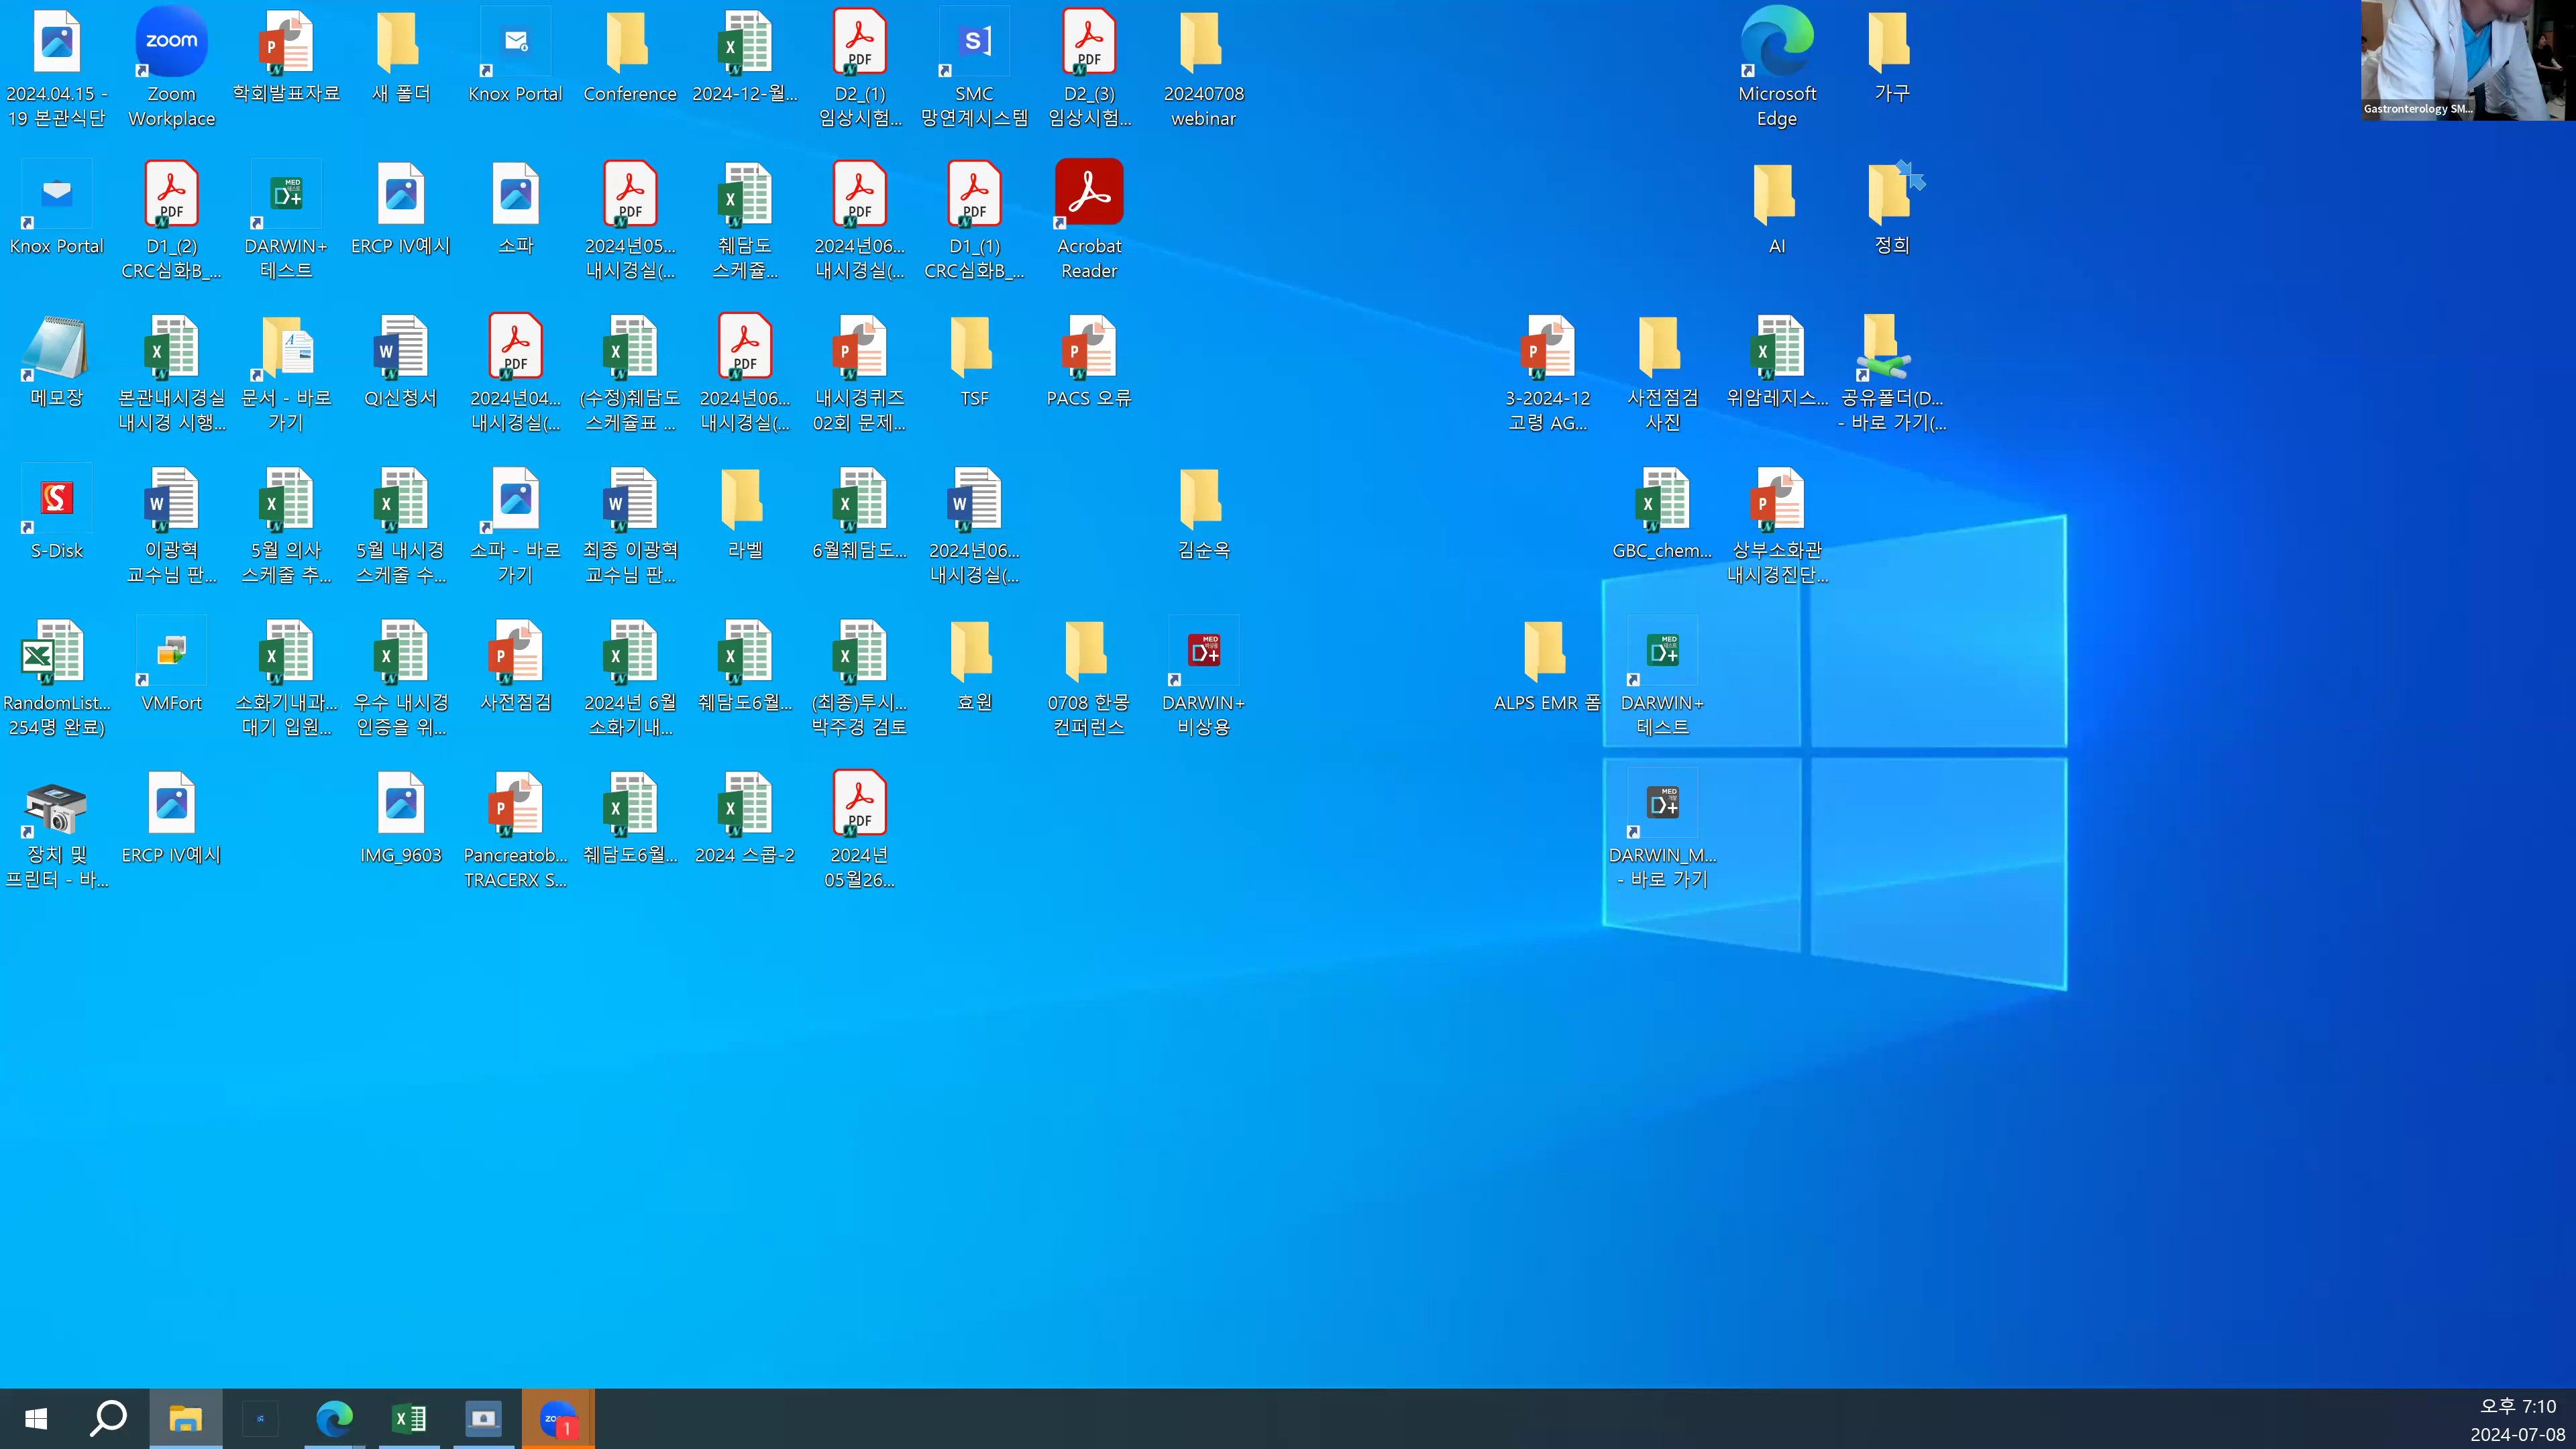 2024.04.15 -
19 본관식단
zoom
Zoom
Workplace
학회발표자료
새 폴더
Knox Portal
Conference
2024-12-월...
PDF
D2_(1)
임상시험...
SMC
망연계시스템
PDF
D2_(3)
임상시험...
20240708
webinar
Microsoft
Edge
가구
Gastronterology SM...
Knox Portal
PDF
D1_(2)
CRC심화B_...
DARWIN+
테스트
ERCP IV예시
소파
PDF
2024년05...
내시경실(...
췌담도
스케쥴...
PDF
2024년06...
내시경실(...
PDF
D1_(1)
CRC심화B_...
Acrobat
Reader
AI
정희
메모장
본관내시경실
내시경 시행...
문서 - 바로
가기
QI신청서
PDF
2024년04...
내시경실(...
(수정)췌담도
스케쥴표 ...
PDF
2024년06...
내시경실(...
내시경퀴즈
02회 문제...
TSF
PACS 오류
3-2024-12
고령 AG...
사전점검
사진
위암레지스...
공유폴더(D...
- 바로 가기(...
S-Disk
이광혁
교수님 판...
5월 의사
스케줄 추...
5월 내시경
스케줄 수...
소파 - 바로
가기
최종 이광혁
교수님 판...
라벨
6월췌담도...
2024년06...
내시경실(...
김순옥
GBC_chem...
상부소화관
내시경진단...
RandomList...
254명 완료)
VMFort
소화기내과...
대기 입원...
우수 내시경
인증을 위...
사전점검
2024년 6월
소화기내...
췌담도6월...
(최종)투시...
박주경 검토
효원
0708 한몽
컨퍼런스
DARWIN+
비상용
ALPS EMR 폼
DARWIN+
테스트
장치 및
프린터 - 바...
ERCP IV예시
IMG_9603
Pancreatob...
TRACERX S...
췌담도6월...
2024 스콥-2
PDF
2024년
05월26...
DARWIN_M...
- 바로 가기
오후 7:10
2024-07-08